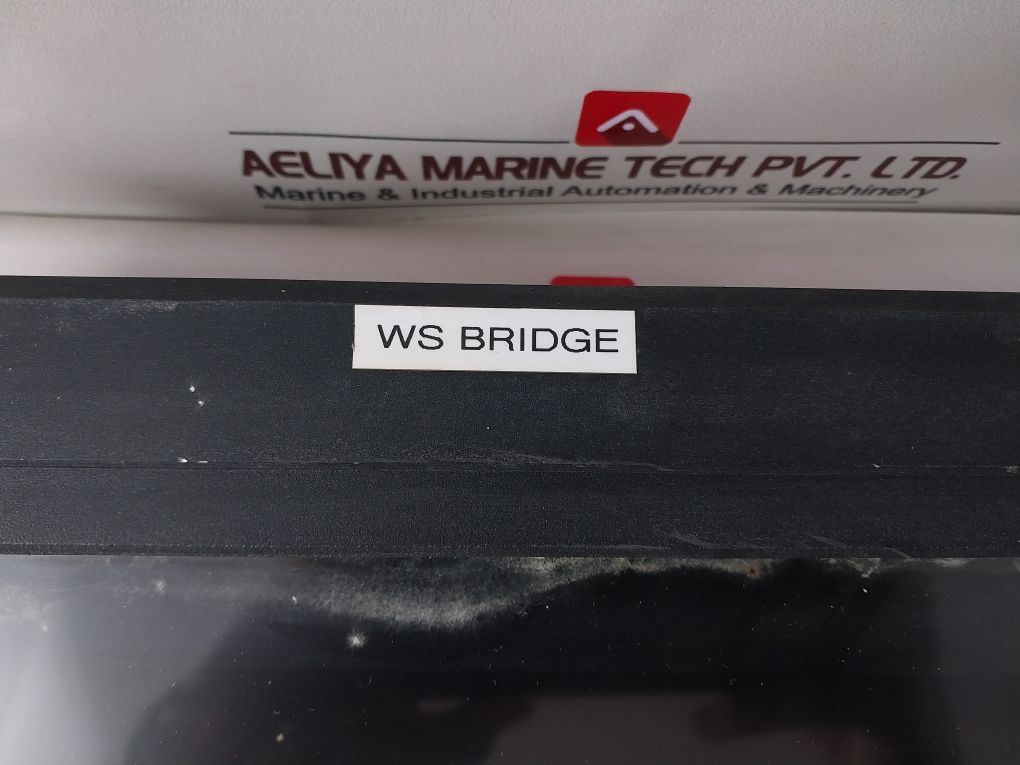 AELIYA MARINE TECH PVT. LTD.
Marine & Industrial Automation & Machinery
WS BRIDGE